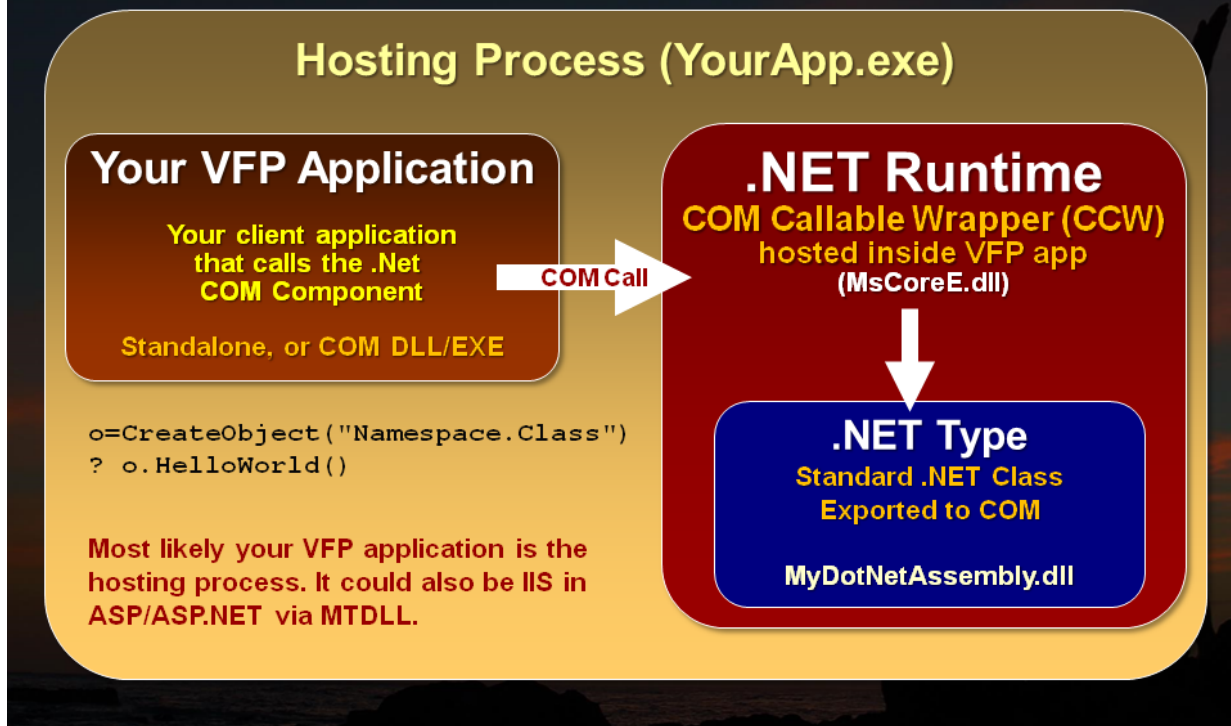 Hosting Process (YourApp.exe)
Your VFP Application
Your client application
that calls the .Net
COM Component
Standalone, or COM DLL/EXE
COM Call
.NET Runtime
COM Callable Wrapper (CCW)
hosted inside VFP app
(MsCoreE.dll)
.NET Type
Standard .NET Class
Exported to COM
MyDotNetAssembly.dll
o=CreateObject("Namespace.Class")
? o.HelloWorld()
Most likely your VFP application is the
hosting process. It could also be IIS in
ASP/ASP.NET via MTDLL.